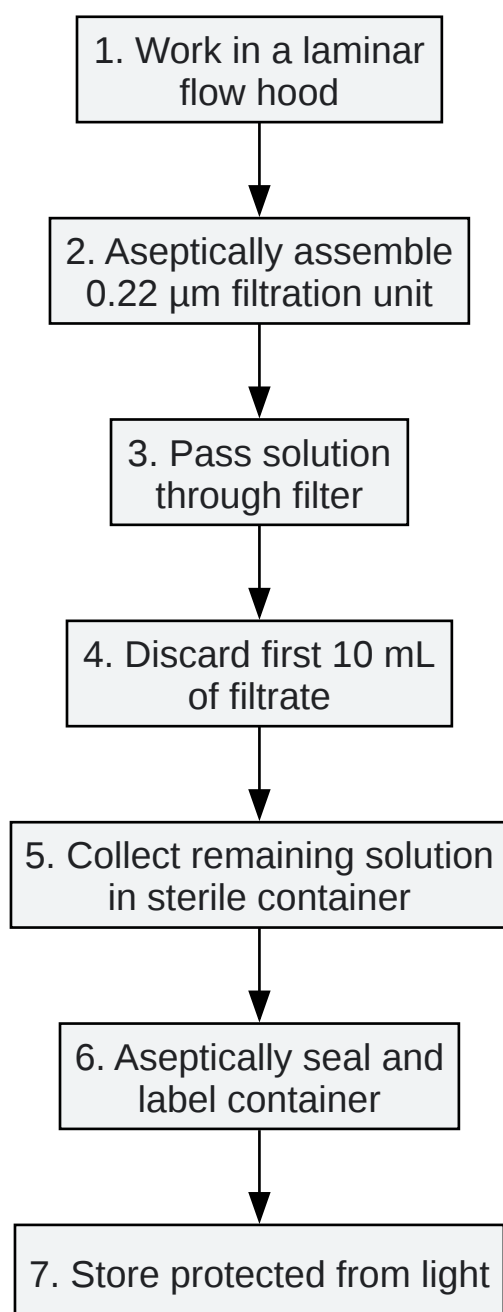 1. Work in a laminar
flow hood
2. Aseptically assemble
0.22 µm filtration unit
3. Pass solution
through filter
4. Discard first 10 mL
of filtrate
5. Collect remaining solution
in sterile container
6. Aseptically seal and
label container
7. Store protected from light